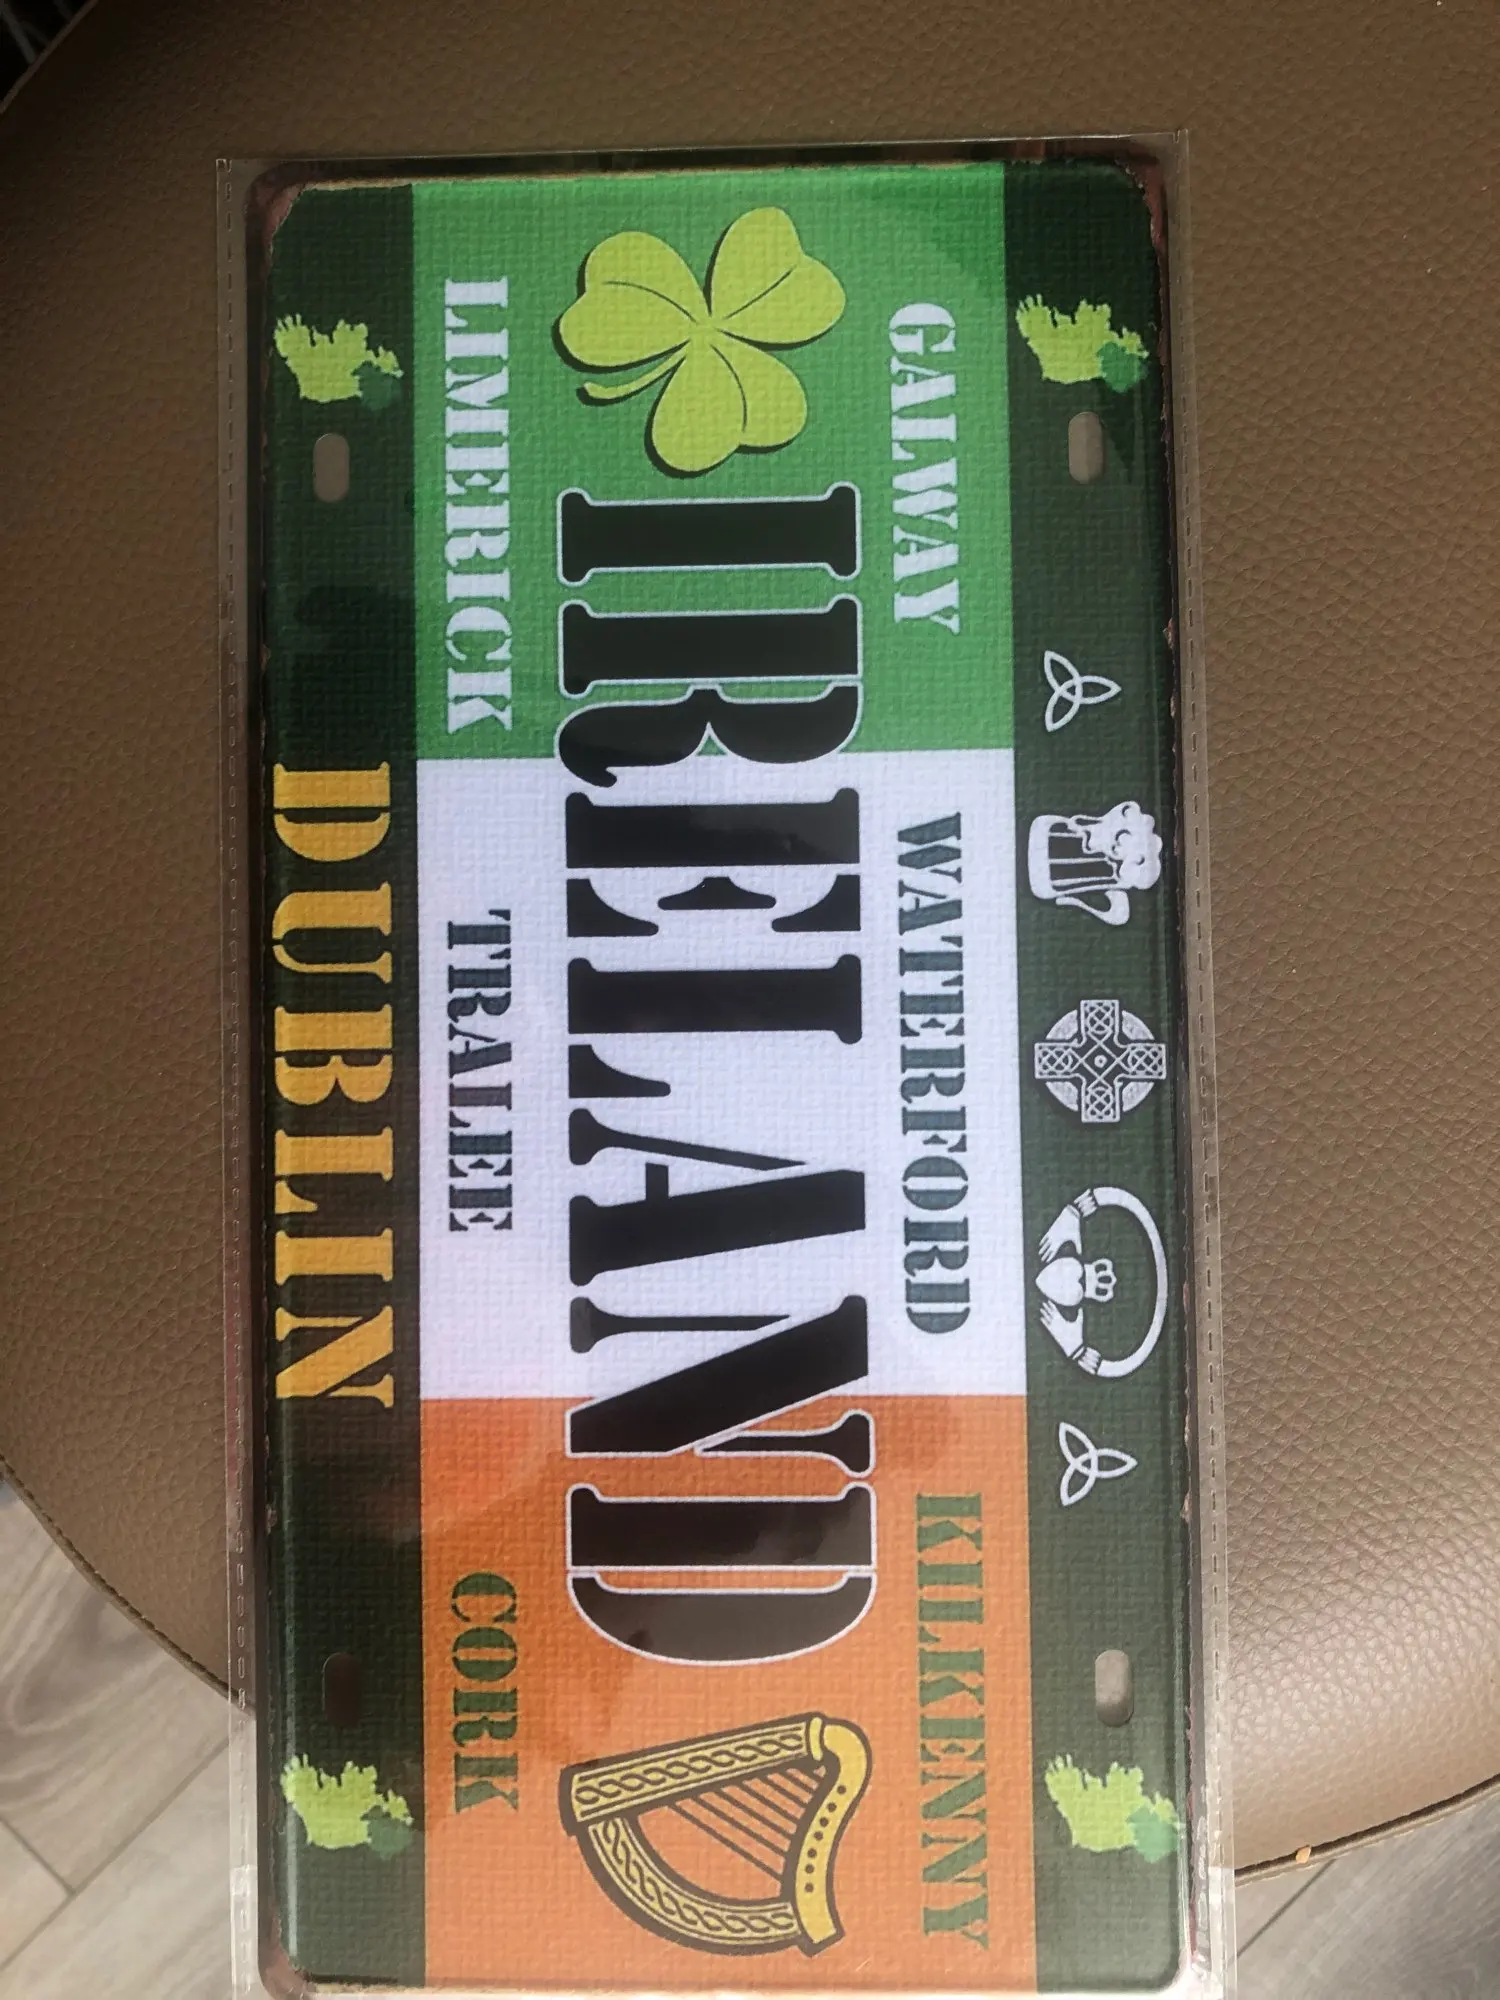 GALWAY WATERFORD KILKENNY
IRELAND
LIMERICK TRALEE CORK
DUBLIN